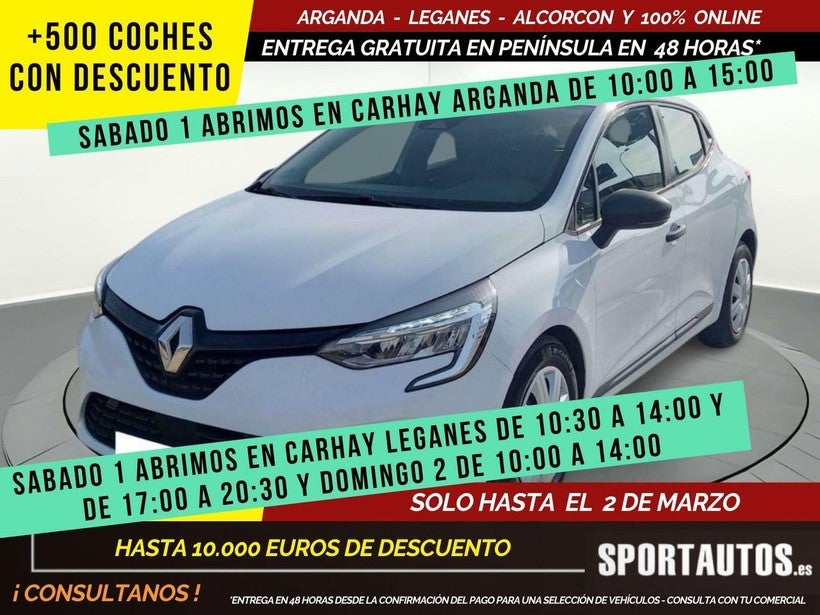 +500 COCHES
CON DESCUENTO
ARGANDA - LEGANES - ALCORCON Y 100% ONLINE
ENTREGA GRATUITA EN PENÍNSULA EN 48 HORAS*
SABADO 1 ABRIMOS EN CARHAY ARGANDA DE 10:00 A 15:00
SABADO 1 ABRIMOS EN CARHAY LEGANES DE 10:30 A 14:00 Y
DE 17:00 A 20:30 Y DOMINGO 2 DE 10:00 A 14:00
SOLO HASTA EL 2 DE MARZO
HASTA 10.000 EUROS DE DESCUENTO
SPORTAUTOS.es
¡ CONSULTANOS !
*ENTREGA EN 48 HORAS DESDE LA CONFIRMACIÓN DEL PAGO PARA UNA SELECCIÓN DE VEHÍCULOS - CONSULTA CON TU COMERCIAL